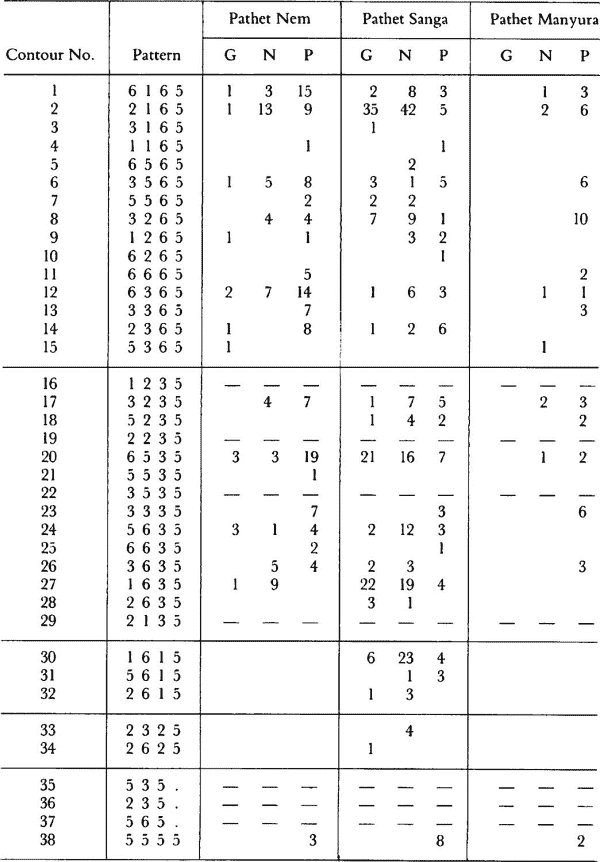 Pathet Nem Pathet Sanga Pathet Manyura
Contour No. Pattern G N P G N P G N P
1 6 1 6 5 1 3 15 2 8 3 1 3
2 2 1 6 5 1 13 9 35 42 5 2 6
3 3 1 6 5 1
4 1 1 6 5 1 1
5 6 5 6 5 2
6 3 5 6 5 1 5 8 3 1 5 6
7 5 5 6 5 2 2 2
8 3 2 6 5 4 4 7 9 1 10
9 1 2 6 5 1 1 3 2
10 6 2 6 5 1
11 6 6 6 5 5 2
12 6 3 6 5 2 7 14 1 6 3 1 1
13 3 3 6 5 7 3
14 2 3 6 5 1 8 1 2 6
15 5 3 6 5 1 1
16 1 2 3 5 — — — — — — — — —
17 3 2 3 5 4 7 1 7 5 2 3
18 5 2 3 5 1 4 2 2
19 2 2 3 5 — — — — — — — — —
20 6 5 3 5 3 3 19 21 16 7 1 2
21 5 5 3 5 1
22 3 5 3 5 — — — — — — — — —
23 3 3 3 5 7 3 6
24 5 6 3 5 3 1 4 2 12 3
25 6 6 3 5 2 1
26 3 6 3 5 5 4 2 3 3
27 1 6 3 5 1 9 22 19 4
28 2 6 3 5 3 1
29 2 1 3 5 — — — — — — — — —
30 1 6 1 5 6 23 4
31 5 6 1 5 1 3
32 2 6 1 5 1 3
33 2 3 2 5 4
34 2 6 2 5 1
35 5 3 5 . — — — — — — — — —
36 2 3 5 . — — — — — — — — —
37 5 6 5 . — — — — — — — — —
38 5 5 5 5 3 8 2